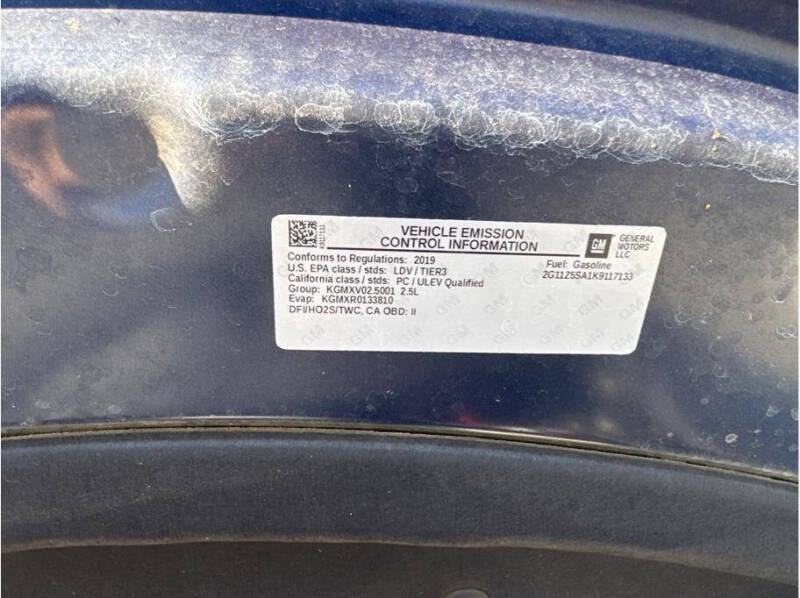 VEHICLE EMISSION
CONTROL INFORMATION
GM
GENERAL
MOTORS
LLC
Conforms to Regulations: 2019
U.S. EPA class / stds: LDV / TIER3
California class / stds: PC / ULEV Qualified
Group: KGMXV02.5001 2.5L
Evap: KGMXR0133810
DFI/HO2S/TWC, CA OBD: II
Fuel: Gasoline
2G11Z5SA1K9117133